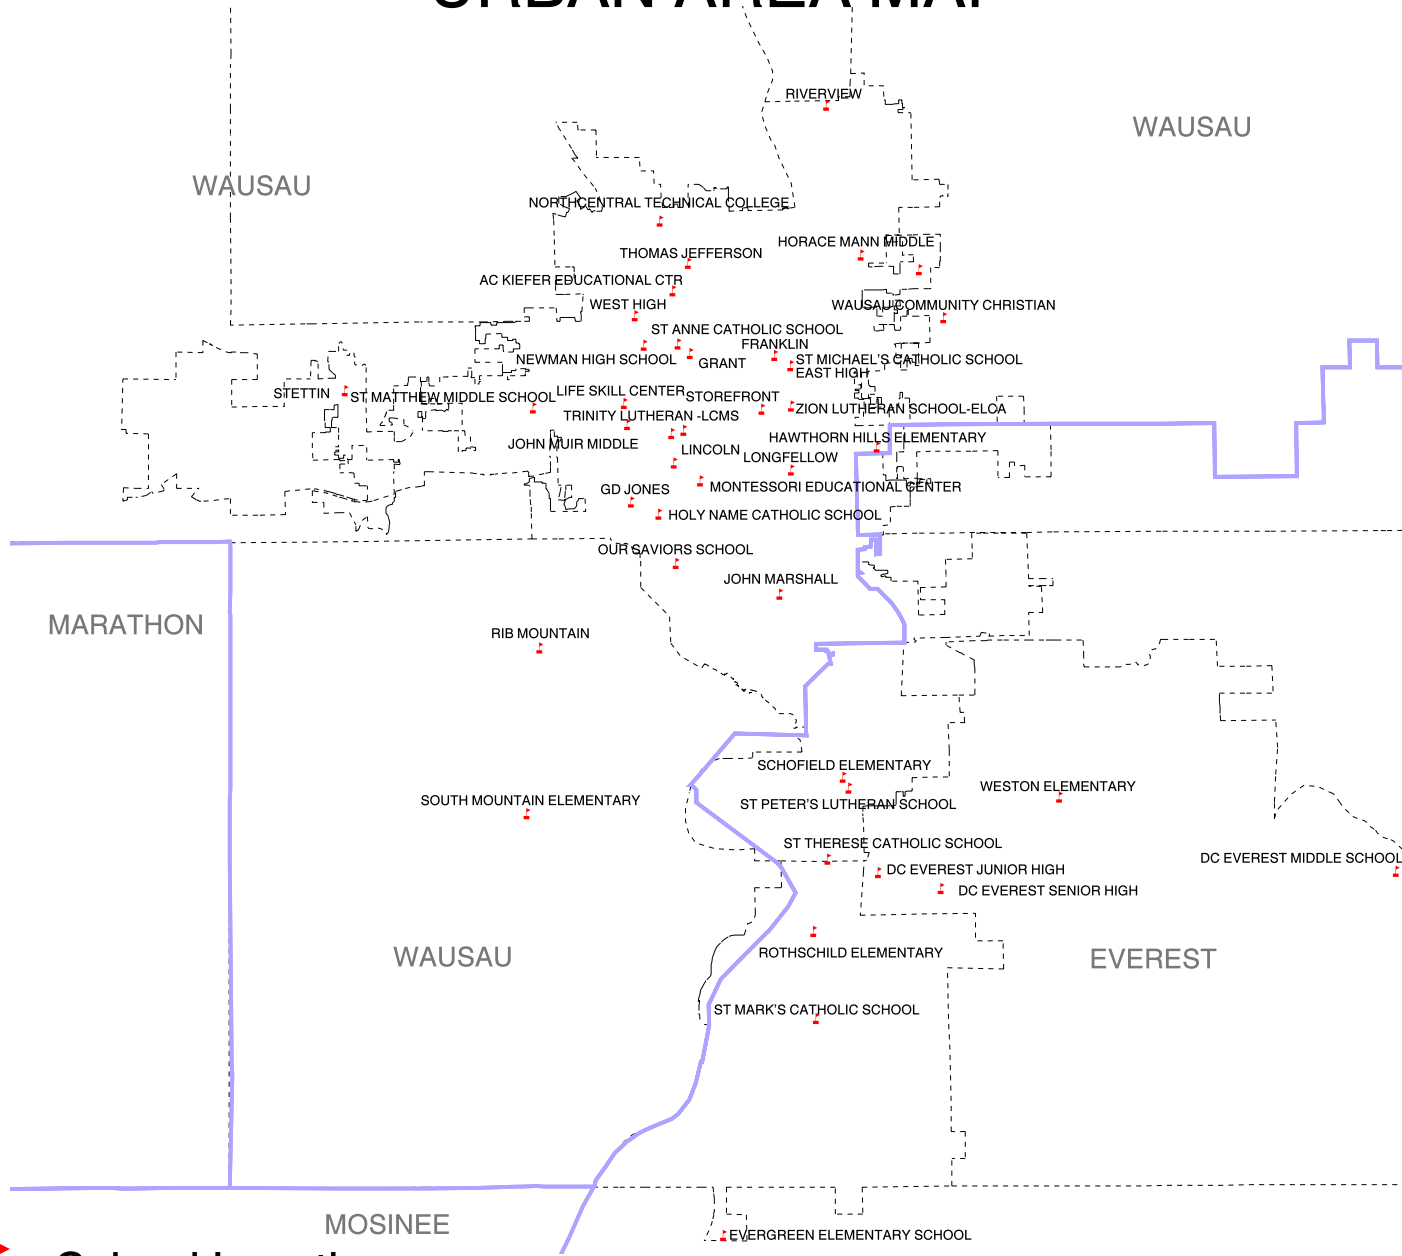 URBAN AREA MAP
RIVERVIEW
WAUSAU
WAUSAU
NORTHCENTRAL TECHNICAL COLLEGE
HORACE MANN MIDDLE
THOMAS JEFFERSON
AC KIEFER EDUCATIONAL CTR
WEST HIGH
WAUSAU COMMUNITY CHRISTIAN
ST ANNE CATHOLIC SCHOOL
FRANKLIN
NEWMAN HIGH SCHOOL
GRANT
ST MICHAEL'S CATHOLIC SCHOOL
EAST HIGH
STETTIN
ST MATTHEW MIDDLE SCHOOL
LIFE SKILL CENTER
STOREFRONT
ZION LUTHERAN SCHOOL-ELCA
TRINITY LUTHERAN -LCMS
JOHN MUIR MIDDLE
LINCOLN
HAWTHORN HILLS ELEMENTARY
LONGFELLOW
GD JONES
MONTESSORI EDUCATIONAL CENTER
HOLY NAME CATHOLIC SCHOOL
OUR SAVIORS SCHOOL
JOHN MARSHALL
MARATHON
RIB MOUNTAIN
SCHOFIELD ELEMENTARY
WESTON ELEMENTARY
SOUTH MOUNTAIN ELEMENTARY
ST PETER'S LUTHERAN SCHOOL
ST THERESE CATHOLIC SCHOOL
DC EVEREST MIDDLE SCHOOL
DC EVEREST JUNIOR HIGH
DC EVEREST SENIOR HIGH
ROTHSCHILD ELEMENTARY
WAUSAU
EVEREST
ST MARK'S CATHOLIC SCHOOL
MOSINEE
EVERGREEN ELEMENTARY SCHOOL